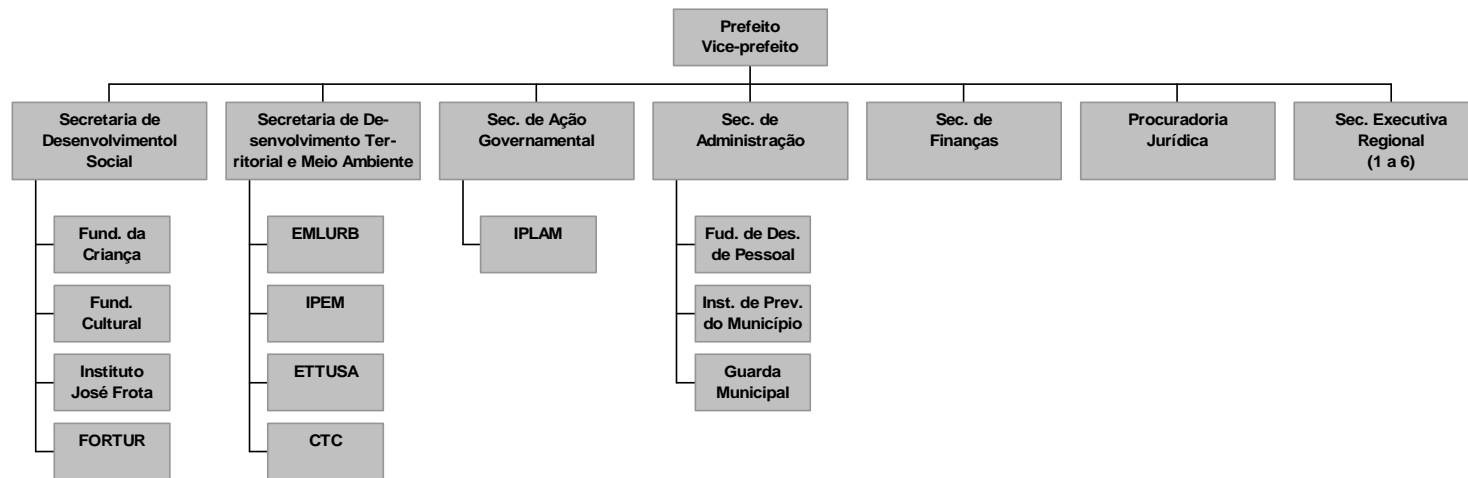 Prefeito
Vice-prefeito
Secretaria de
Desenvolvimentol
Social
Secretaria de De-
senvolvimento Ter-
ritorial e Meio Ambiente
Sec. de Ação
Governamental
Sec. de
Administração
Sec. de
Finanças
Procuradoria
Jurídica
Sec. Executiva
Regional
(1 a 6)
Fund. da
Criança
Fund.
Cultural
Instituto
José Frota
FORTUR
EMLURB
IPEM
ETTUSA
CTC
IPLAM
Fud. de Des.
de Pessoal
Inst. de Prev.
do Município
Guarda
Municipal